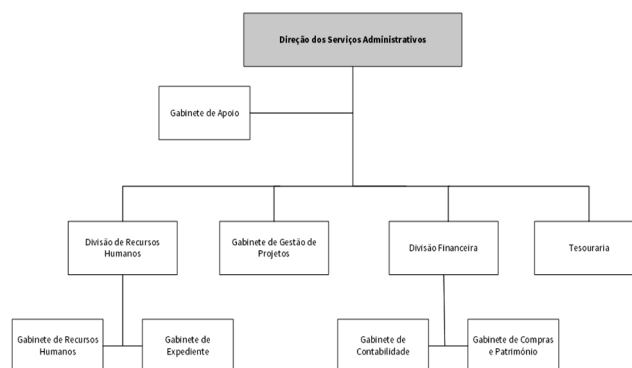 Direção dos Serviços Administrativos
Gabinete de Apoio
Divisão de Recursos
Humanos
Gabinete de Gestão de
Projetos
Divisão Financeira
Tesouraria
Gabinete de Recursos
Humanos
Gabinete de
Expediente
Gabinete de
Contabilidade
Gabinete de Compras
e Património